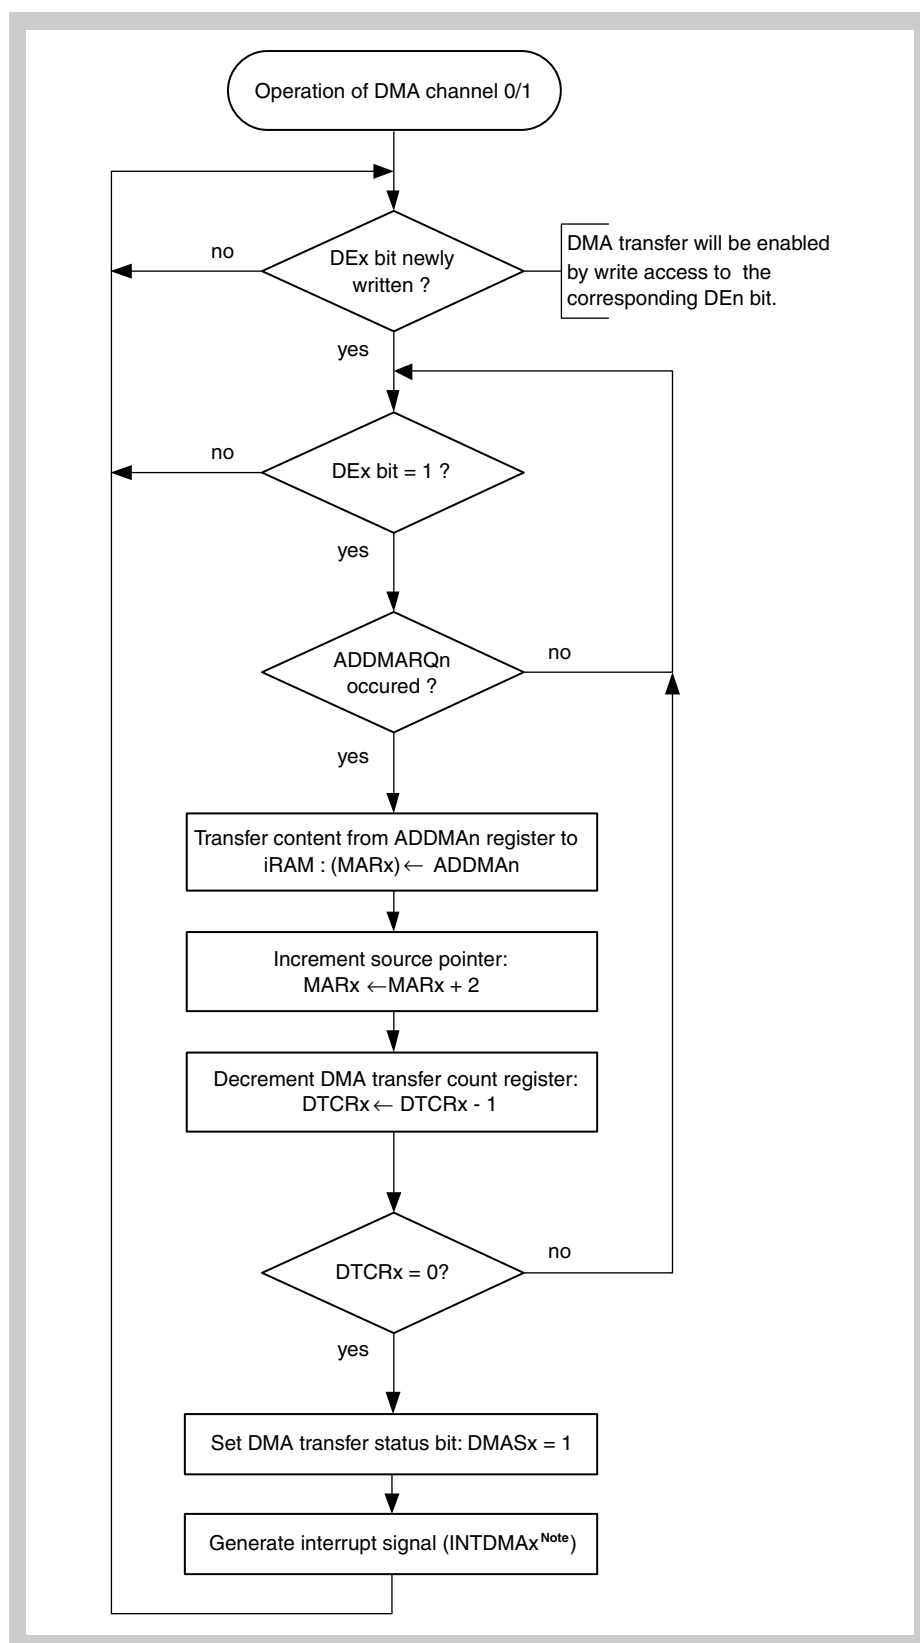 Operation of DMA channel 0/1
no
DEx bit newly
written ?
DMA transfer will be enabled
by write access to the
corresponding DEn bit.
yes
no
DEx bit = 1 ?
yes
ADDMARQn
occured ?
no
yes
Transfer content from ADDMAn register to
iRAM : (MARx) ← ADDMAn
Increment source pointer:
MARx ←MARx + 2
Decrement DMA transfer count register:
DTCRx ← DTCRx - 1
DTCRx = 0?
no
yes
Set DMA transfer status bit: DMASx = 1
Generate interrupt signal (INTDMAxNote)